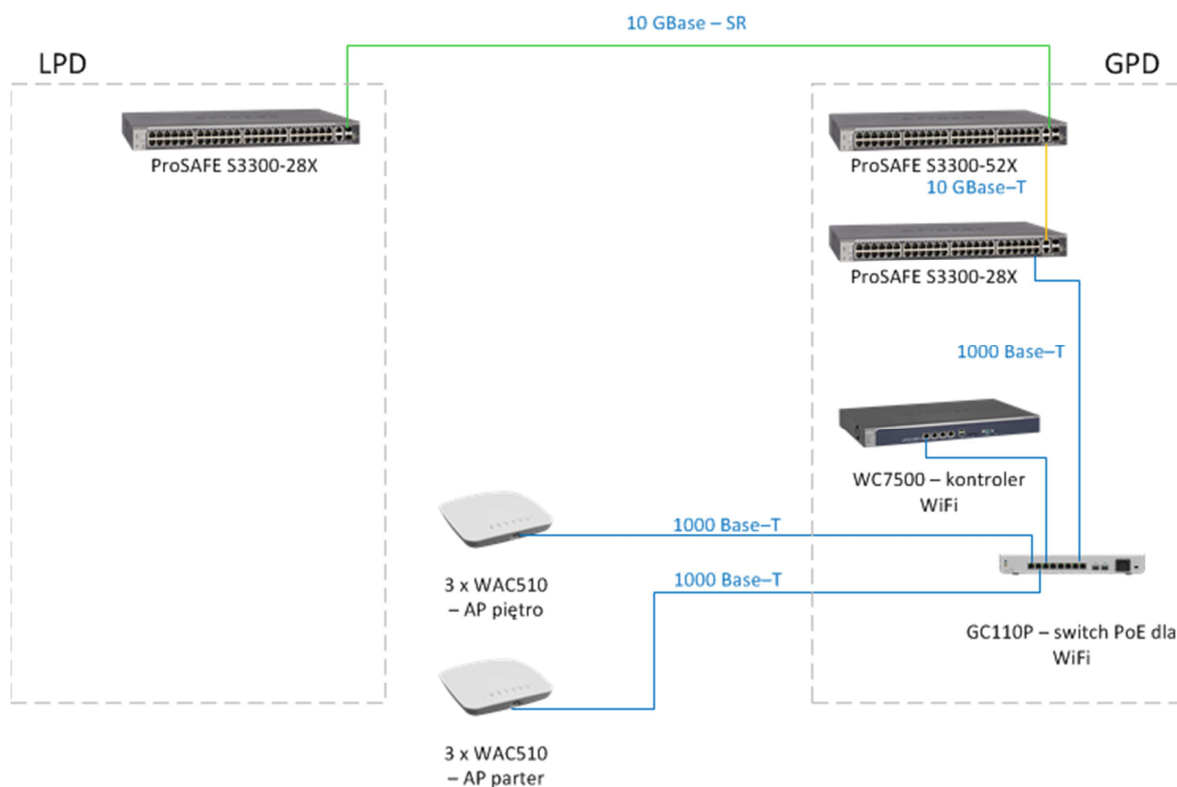 10 GBase – SR
LPD
GPD
ProSAFE S3300-28X
ProSAFE S3300-52X
10 GBase–T
ProSAFE S3300-28X
1000 Base–T
WC7500 – kontroler
WiFi
1000 Base–T
3 x WAC510
– AP piętro
1000 Base–T
GC110P – switch PoE dla
WiFi
3 x WAC510
– AP parter